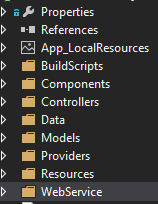 Properties
References
App_LocalResources
BuildScripts
Components
Controllers
Data
Models
Providers
Resources
WebService